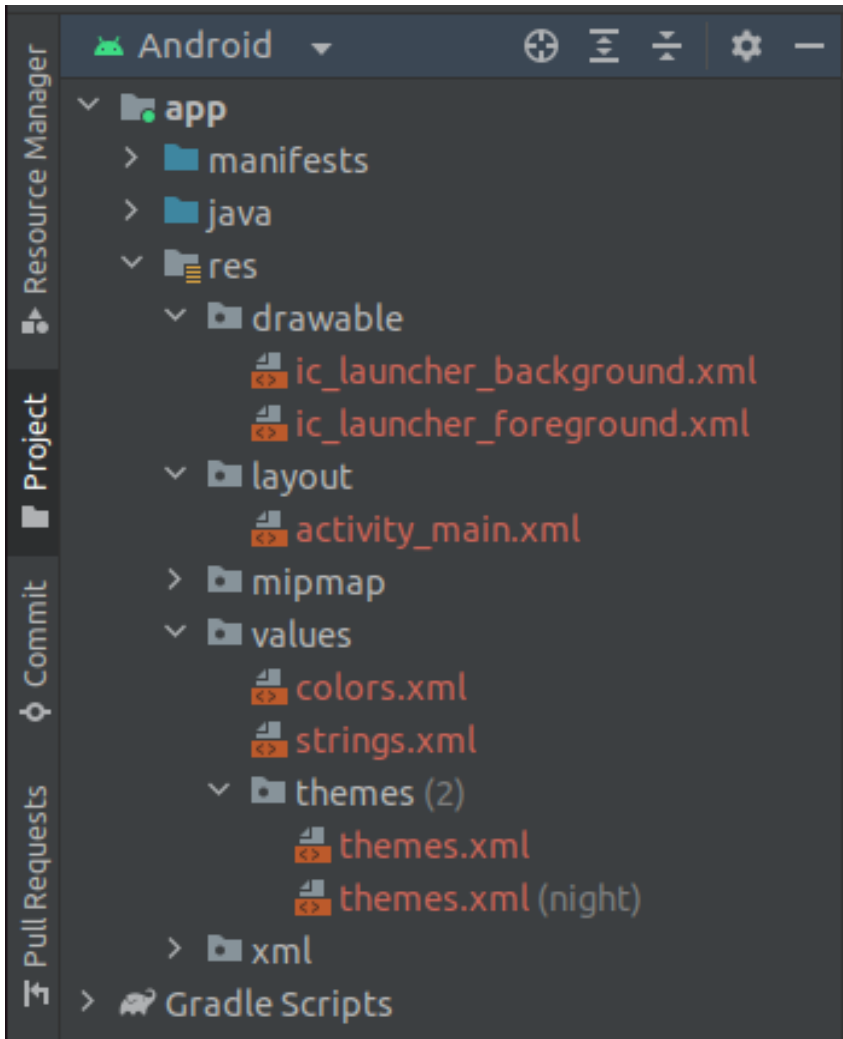 Android
app
manifests
java
res
drawable
ic_launcher_background.xml
ic_launcher_foreground.xml
layout
activity_main.xml
mipmap
values
colors.xml
strings.xml
themes (2)
themes.xml
themes.xml (night)
xml
Gradle Scripts
Resource Manager
Project
Commit
Pull Requests